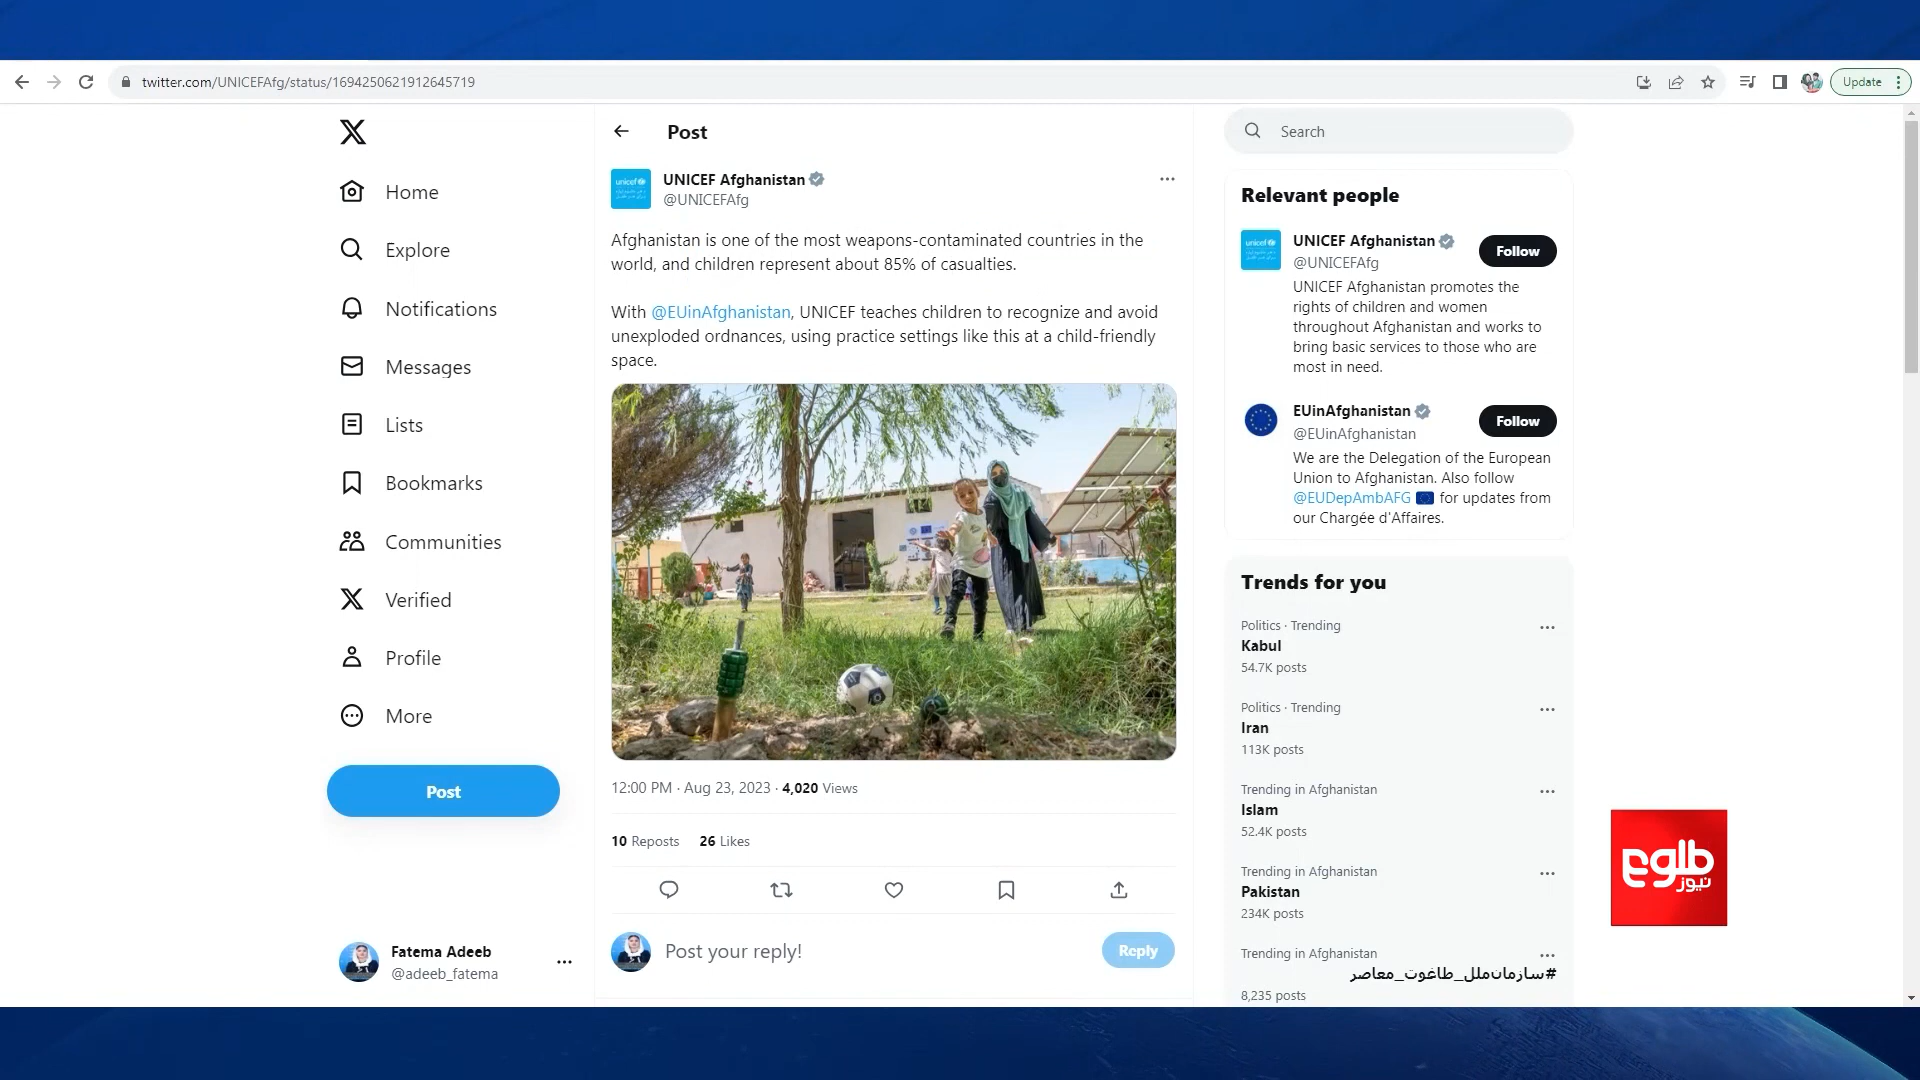 twitter.com/UNICEFAfg/status/1694250621912645719
Update
Home
Explore
Notifications
Messages
Lists
Bookmarks
Communities
Verified
Profile
More
Post
Fatema Adeeb
@adeeb_fatema
Post
unicef
UNICEF Afghanistan
@UNICEFAfg
Afghanistan is one of the most weapons-contaminated countries in the
world, and children represent about 85% of casualties.
With @EUinAfghanistan, UNICEF teaches children to recognize and avoid
unexploded ordnances, using practice settings like this at a child-friendly
space.
12:00 PM · Aug 23, 2023 · 4,020 Views
10 Reposts 26 Likes
Post your reply!
Reply
Search
Relevant people
unicef
UNICEF Afghanistan
@UNICEFAfg
Follow
UNICEF Afghanistan promotes the
rights of children and women
throughout Afghanistan and works to
bring basic services to those who are
most in need.
EUinAfghanistan
@EUinAfghanistan
Follow
We are the Delegation of the European
Union to Afghanistan. Also follow
@EUDepAmbAFG for updates from
our Chargée d'Affaires.
Trends for you
Politics · Trending
Kabul
54.7K posts
Politics · Trending
Iran
113K posts
Trending in Afghanistan
Islam
52.4K posts
Trending in Afghanistan
Pakistan
234K posts
Trending in Afghanistan
#سازمان‌ملل_طاغوت_معاصر
8,235 posts
طلوع
نیوز